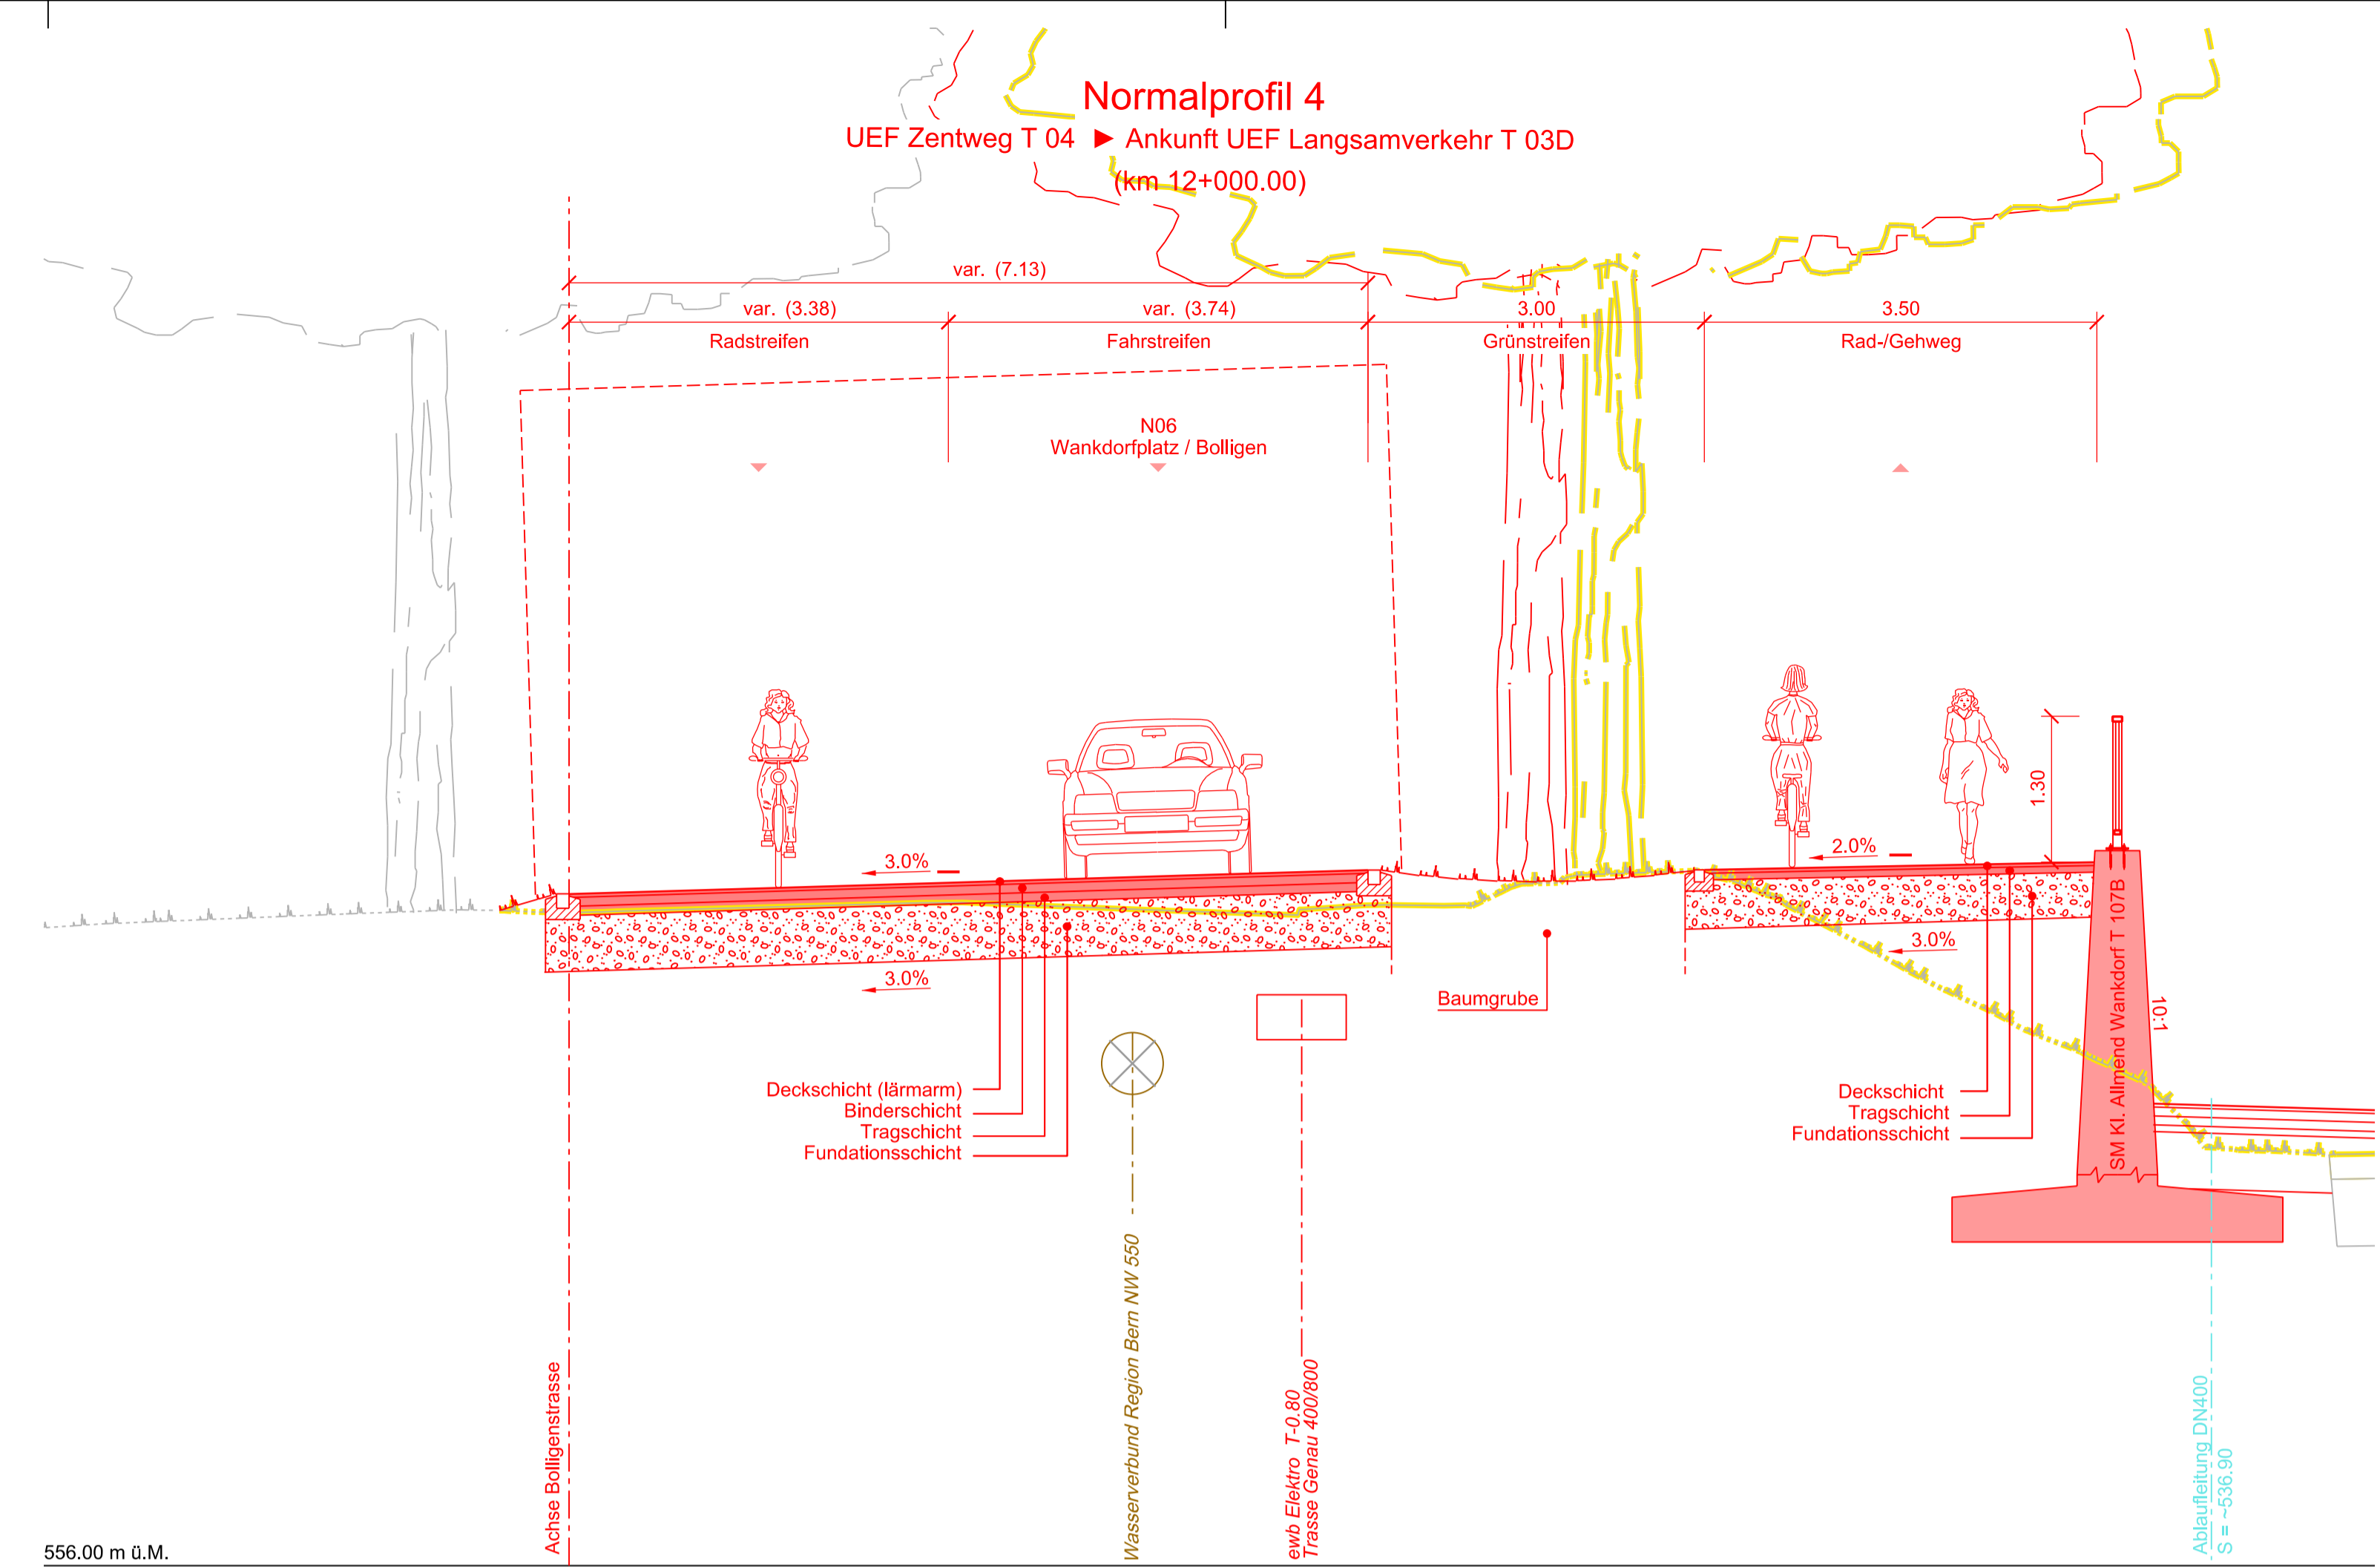 Normalprofil 4
UEF Zentweg T 04 ► Ankunft UEF Langsamverkehr T 03D
(km 12+000.00)
var. (7.13)
var. (3.38)
var. (3.74)
3.00
3.50
Radstreifen
Fahrstreifen
Grünstreifen
Rad-/Gehweg
N06
Wankdorfplatz / Bolligen
1.30
3.0%
2.0%
3.0%
3.0%
Baumgrube
10:1
SM Kl. Allmend Wankdorf T 107B
Deckschicht (lärmarm)
Binderschicht
Tragschicht
Fundationsschicht
Deckschicht
Tragschicht
Fundationsschicht
Achse Bolligenstrasse
Wasserverbund Region Bern NW 550
ewb Elektro T-0.80
Trasse Genau 400/800
Ablaufleitung DN400
S = ~536.90
556.00 m ü.M.